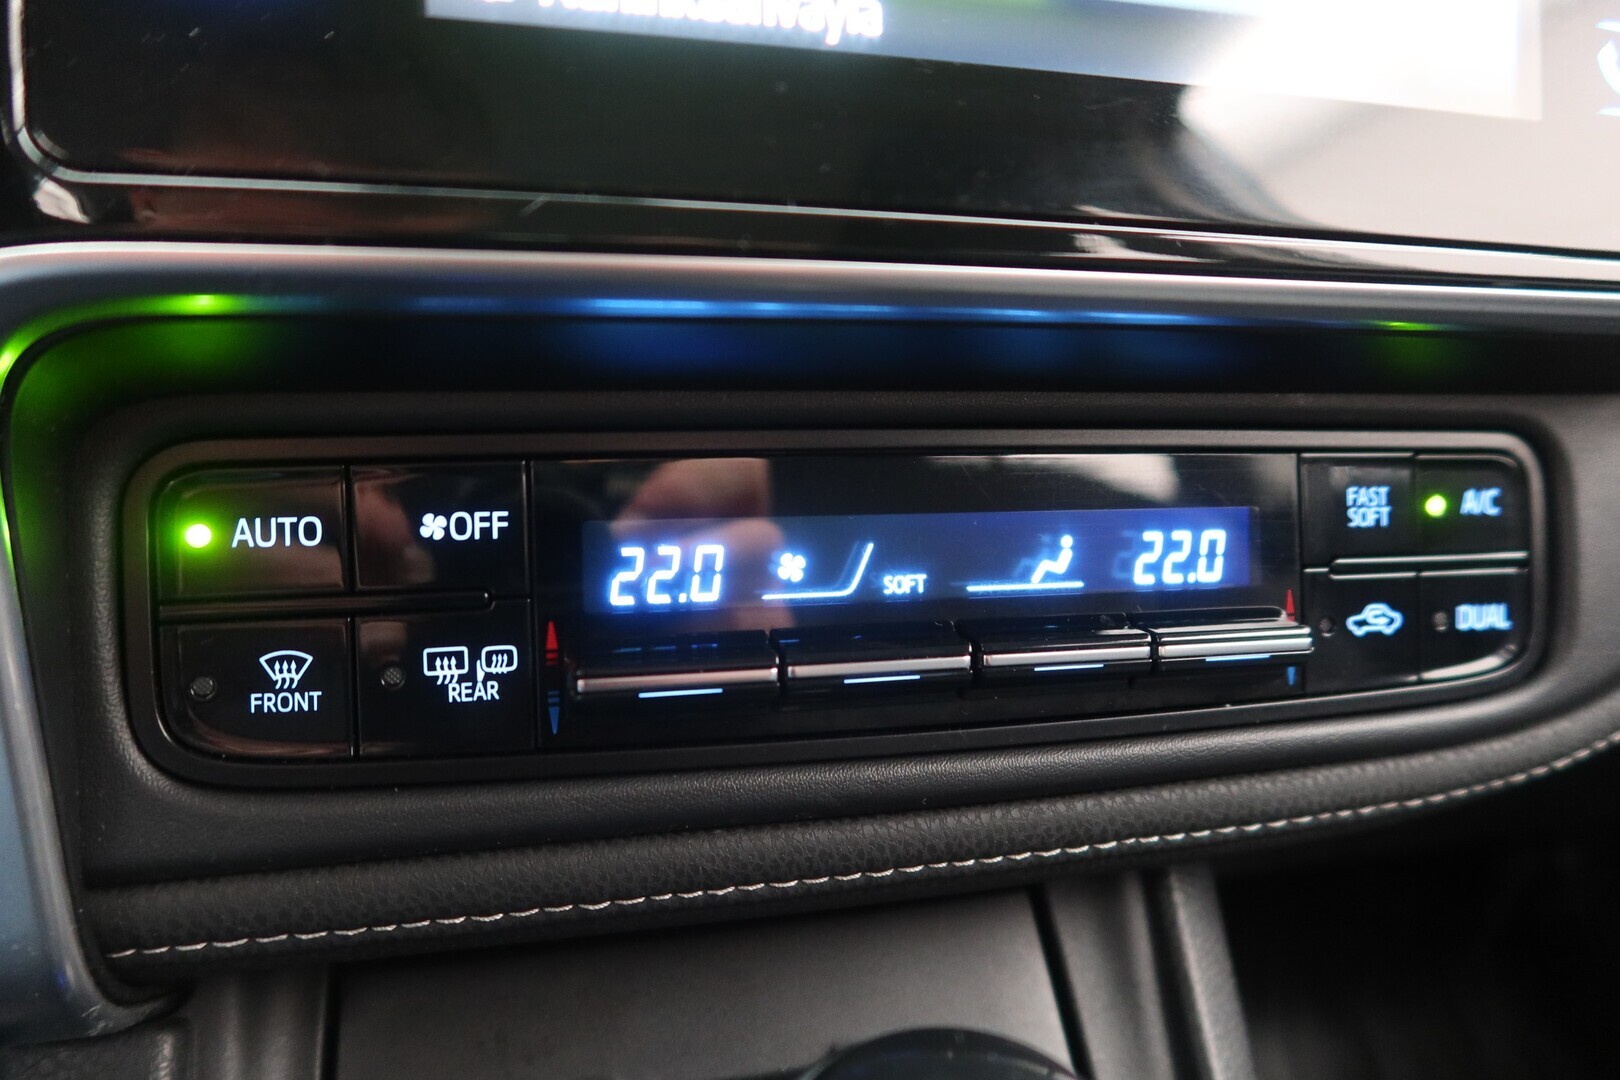 AUTO
OFF
22.0
SOFT
22.0
FAST
SOFT
A/C
FRONT
REAR
DUAL